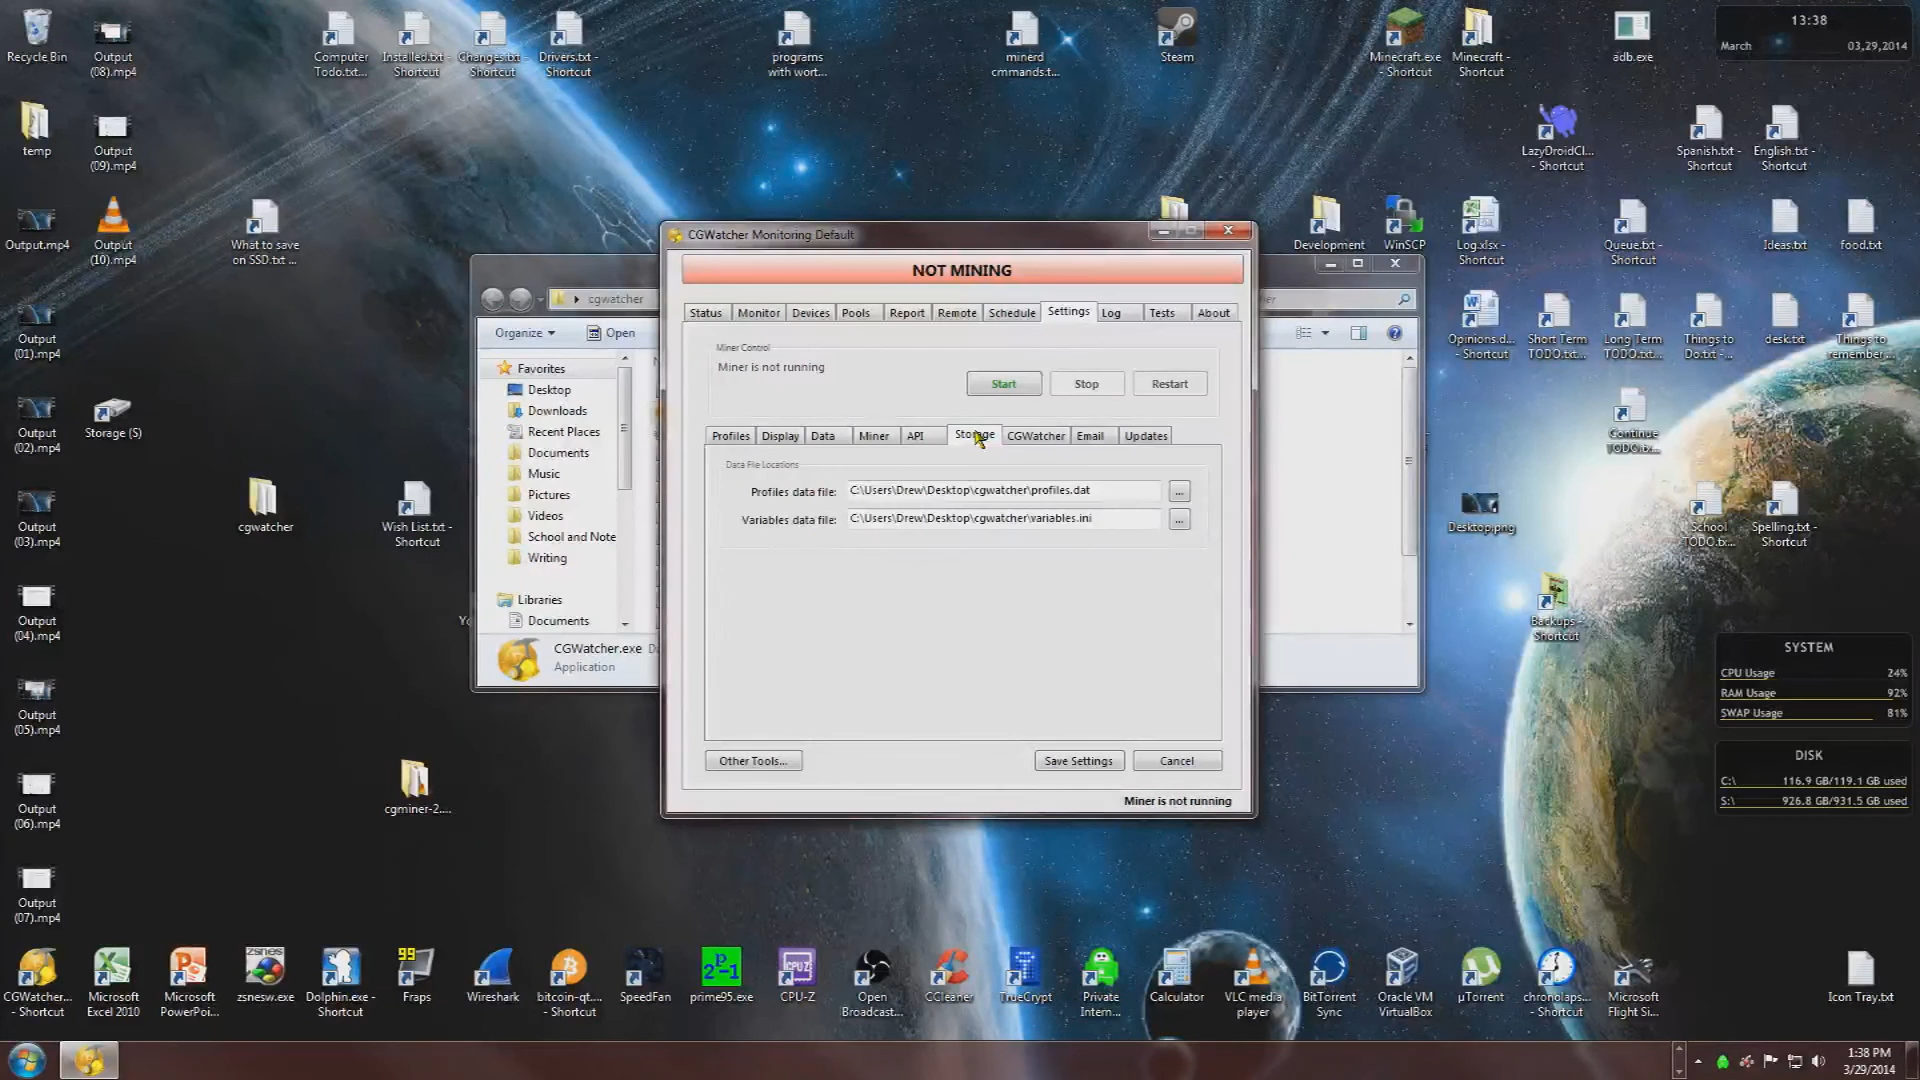 Recycle Bin
Output
(08).mp4
Computer
Todo.txt...
Installed.txt -
Shortcut
Changes.txt -
Shortcut
Drivers.txt -
Shortcut
programs
with wort...
minerd
cmmands.t...
Steam
Minecraft.exe
- Shortcut
Minecraft -
Shortcut
adb.exe
13:38
March
03,29,2014
temp
Output
(09).mp4
LazyDroidCl...
- Shortcut
Spanish.txt -
Shortcut
English.txt -
Shortcut
Output.mp4
Output
(10).mp4
What to save
on SSD.txt ...
Development
WinSCP
Log.xlsx -
Shortcut
Queue.txt -
Shortcut
Ideas.txt
food.txt
Output
(01).mp4
Opinions.d...
- Shortcut
Short Term
TODO.txt...
Long Term
TODO.txt...
Things to
Do.txt -...
desk.txt
Things to
remember ...
Output
(02).mp4
Storage (S)
Continue
TODO.tx...
Output
(03).mp4
cgwatcher
Wish List.txt -
Shortcut
Desktop.png
School
TODO.tx...
Spelling.txt -
Shortcut
Output
(04).mp4
Backups -
Shortcut
Output
(05).mp4
Output
(06).mp4
cgminer-2....
Output
(07).mp4
cgwatcher
Organize
Open
Favorites
Desktop
Downloads
Recent Places
Documents
Music
Pictures
Videos
School and Note
Writing
Libraries
Documents
CGWatcher.exe
Application
CGWatcher Monitoring Default
NOT MINING
Status Monitor Devices Pools Report Remote Schedule Settings Log Tests About
Miner Control
Miner is not running
Start Stop Restart
Profiles Display Data Miner API Storage CGWatcher Email Updates
Data File Locations
Profiles data file: C:\Users\Drew\Desktop\cgwatcher\profiles.dat ...
Variables data file: C:\Users\Drew\Desktop\cgwatcher\variables.ini ...
Other Tools... Save Settings Cancel
Miner is not running
SYSTEM
CPU Usage 24%
RAM Usage 92%
SWAP Usage 81%
DISK
C:\ 116.9 GB/119.1 GB used
S:\ 926.8 GB/931.5 GB used
CGWatcher...
- Shortcut
Microsoft
Excel 2010
Microsoft
PowerPoi...
zsnesw.exe
Dolphin.exe -
Shortcut
99
Fraps
Wireshark
bitcoin-qt....
- Shortcut
SpeedFan
2p-1
prime95.exe
CPUZ
CPU-Z
Open
Broadcast...
CCleaner
TrueCrypt
Private
Intern...
Calculator
VLC media
player
BitTorrent
Sync
Oracle VM
VirtualBox
µTorrent
chronolaps...
- Shortcut
Microsoft
Flight Si...
Icon Tray.txt
1:38 PM
3/29/2014